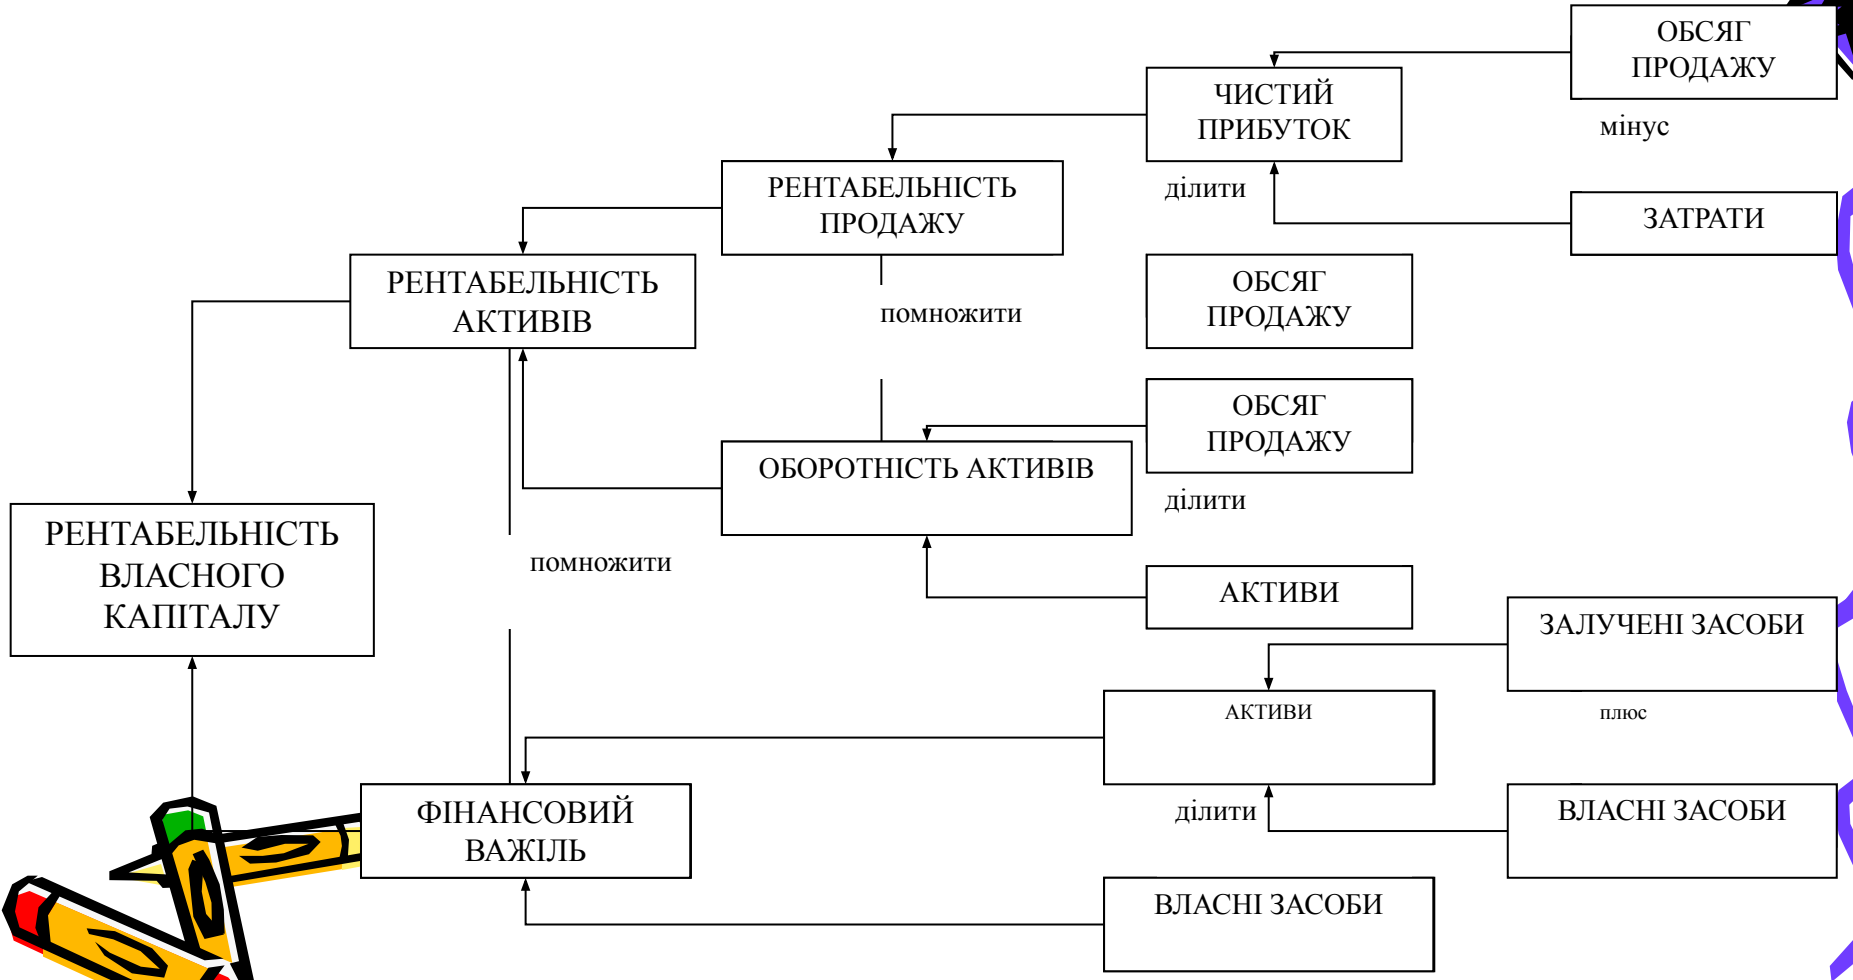 ОБСЯГ
ПРОДАЖУ
ЧИСТИЙ
ПРИБУТОК
мінус
РЕНТАБЕЛЬНІСТЬ
ПРОДАЖУ
ділити
ЗАТРАТИ
РЕНТАБЕЛЬНІСТЬ
АКТИВІВ
помножити
ОБСЯГ
ПРОДАЖУ
ОБСЯГ
ПРОДАЖУ
ОБОРОТНІСТЬ АКТИВІВ
ділити
РЕНТАБЕЛЬНІСТЬ
ВЛАСНОГО
КАПІТАЛУ
помножити
АКТИВИ
ЗАЛУЧЕНІ ЗАСОБИ
АКТИВИ
плюс
ФІНАНСОВИЙ
ВАЖІЛЬ
ділити
ВЛАСНІ ЗАСОБИ
ВЛАСНІ ЗАСОБИ